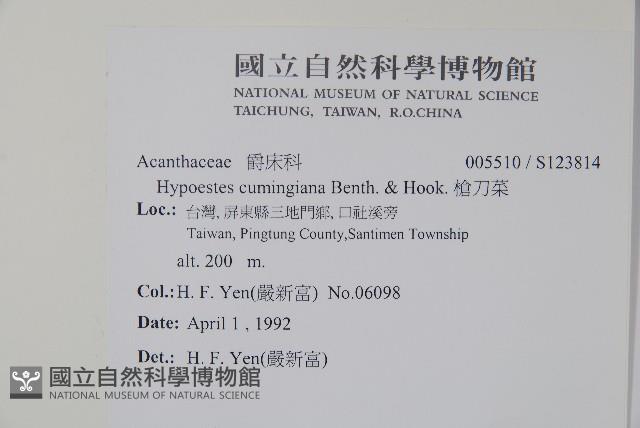 國立自然科學博物館
NATIONAL MUSEUM OF NATURAL SCIENCE
TAICHUNG, TAIWAN, R.O.CHINA
Acanthaceae 爵床科 005510 / S123814
Hypoestes cumingiana Benth. & Hook. 槍刀菜
Loc.: 台灣, 屏東縣三地門鄉, 口社溪旁
Taiwan, Pingtung County,Santimen Township
alt. 200 m.
Col.: H. F. Yen(嚴新富) No.06098
Date: April 1 , 1992
Det.: H. F. Yen(嚴新富)
國立自然科學博物館
NATIONAL MUSEUM OF NATURAL SCIENCE